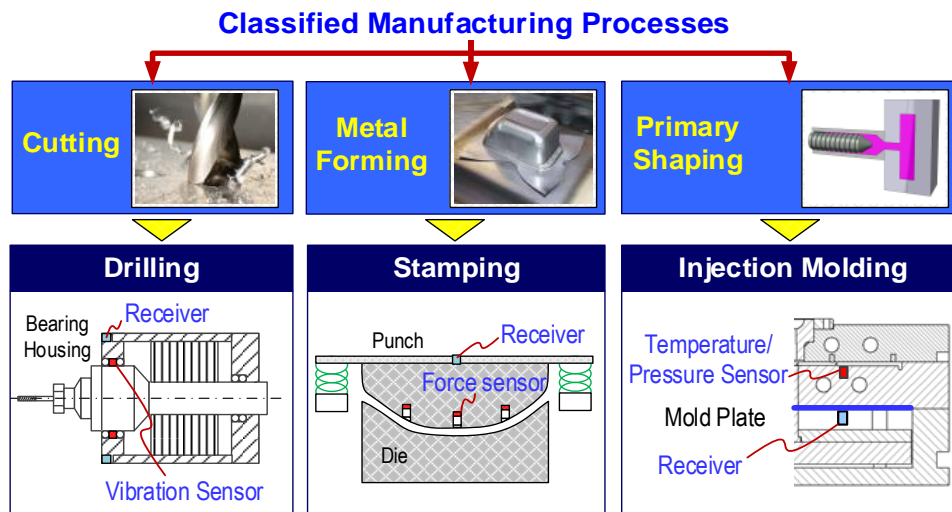 Classified Manufacturing Processes
Cutting
Metal
Forming
Primary
Shaping
Drilling
Bearing
Housing
Receiver
Vibration Sensor
Stamping
Punch
Receiver
Force sensor
Die
Injection Molding
Temperature/
Pressure Sensor
Mold Plate
Receiver